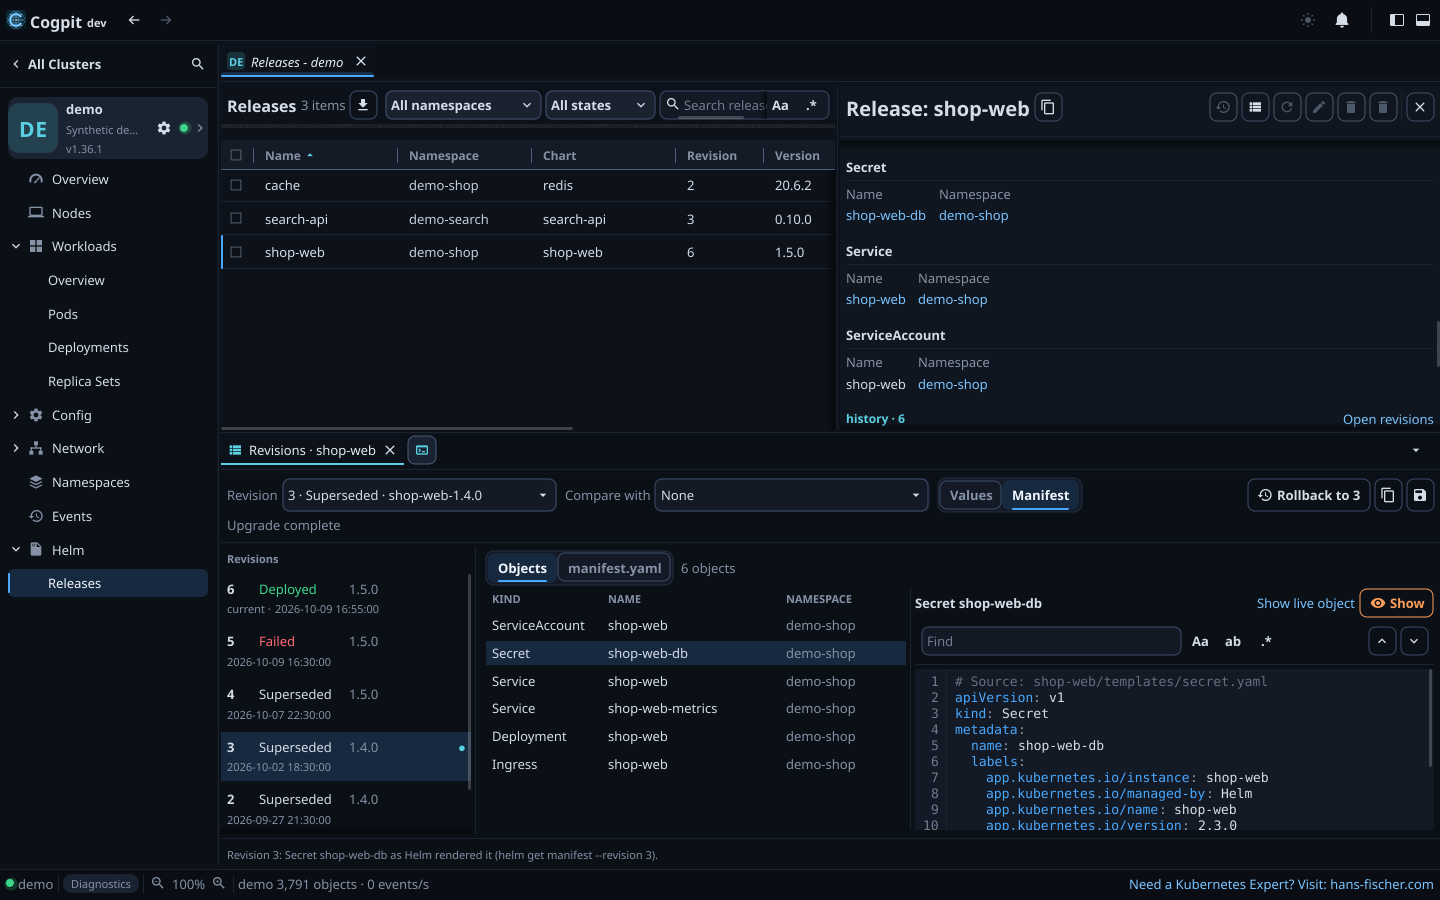 Cogpit dev
All Clusters
DE Releases - demo
DE
demo
Synthetic de...
v1.36.1
Overview
Nodes
Workloads
Overview
Pods
Deployments
Replica Sets
Config
Network
Namespaces
Events
Helm
Releases
Releases 3 items
All namespaces
All states
Search releas
Aa .*
Name Namespace Chart Revision Version
cache demo-shop redis 2 20.6.2
search-api demo-search search-api 3 0.10.0
shop-web demo-shop shop-web 6 1.5.0
Release: shop-web
Secret
Name Namespace
shop-web-db demo-shop
Service
Name Namespace
shop-web demo-shop
ServiceAccount
Name Namespace
shop-web demo-shop
history · 6 Open revisions
Revisions · shop-web
Revision 3 · Superseded · shop-web-1.4.0 Compare with None Values Manifest Rollback to 3
Upgrade complete
Revisions
6 Deployed 1.5.0
current · 2026-10-09 16:55:00
5 Failed 1.5.0
2026-10-09 16:30:00
4 Superseded 1.5.0
2026-10-07 22:30:00
3 Superseded 1.4.0
2026-10-02 18:30:00
2 Superseded 1.4.0
2026-09-27 21:30:00
Objects manifest.yaml 6 objects
KIND NAME NAMESPACE
ServiceAccount shop-web demo-shop
Secret shop-web-db demo-shop
Service shop-web demo-shop
Service shop-web-metrics demo-shop
Deployment shop-web demo-shop
Ingress shop-web demo-shop
Secret shop-web-db Show live object Show
Find Aa ab .*
1 # Source: shop-web/templates/secret.yaml
2 apiVersion: v1
3 kind: Secret
4 metadata:
5 name: shop-web-db
6 labels:
7 app.kubernetes.io/instance: shop-web
8 app.kubernetes.io/managed-by: Helm
9 app.kubernetes.io/name: shop-web
10 app.kubernetes.io/version: 2.3.0
Revision 3: Secret shop-web-db as Helm rendered it (helm get manifest --revision 3).
demo Diagnostics 100% demo 3,791 objects · 0 events/s
Need a Kubernetes Expert? Visit: hans-fischer.com